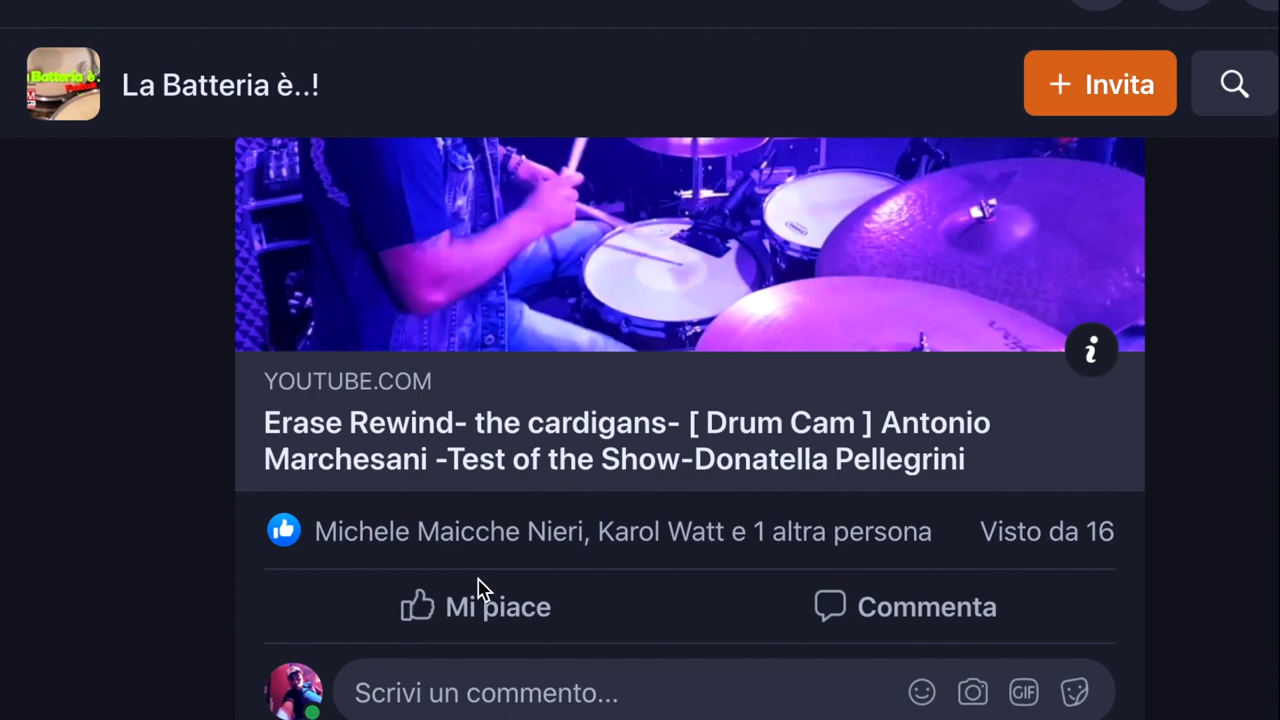 La Batteria è..!
+ Invita
YOUTUBE.COM
Erase Rewind- the cardigans- [ Drum Cam ] Antonio
Marchesani -Test of the Show-Donatella Pellegrini
Michele Maicche Nieri, Karol Watt e 1 altra persona
Visto da 16
Mi piace
Commenta
Scrivi un commento...
GIF